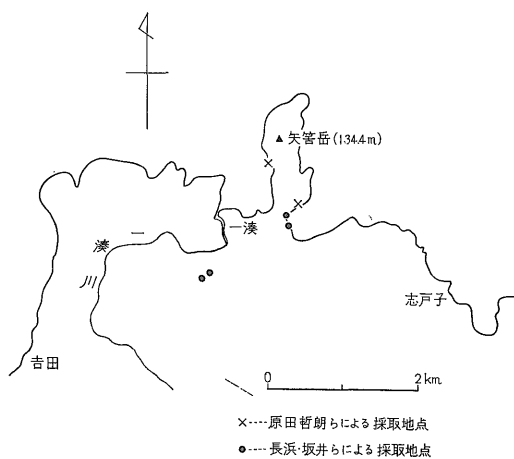 ▲矢筈岳(134.4m)
一湊
一湊川
志戸子
吉田
0 2km
×----原田哲朗らによる採取地点
●----長浜・坂井らによる採取地点